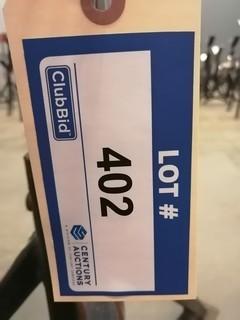 LOT #
402
ClubBid
CENTURY
AUCTIONS